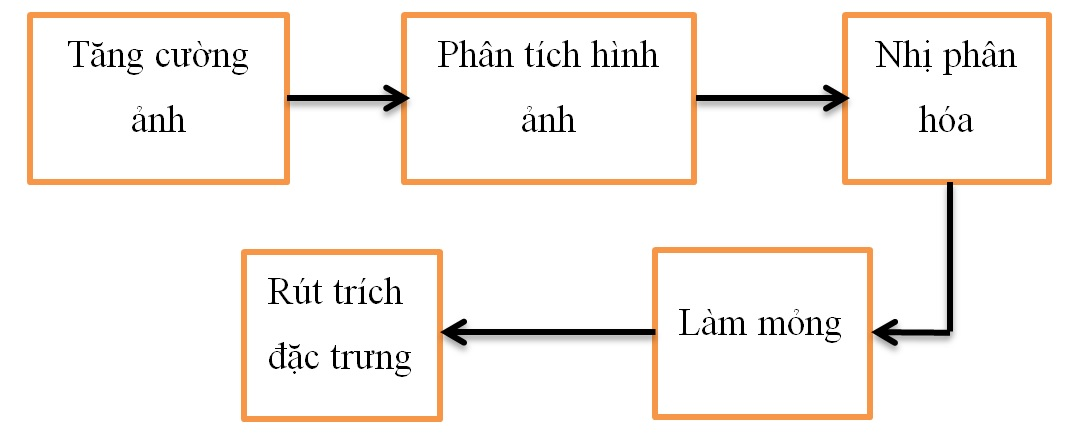 Tăng cường
ảnh
Phân tích hình
ảnh
Nhị phân
hóa
Làm mỏng
Rút trích
đặc trưng